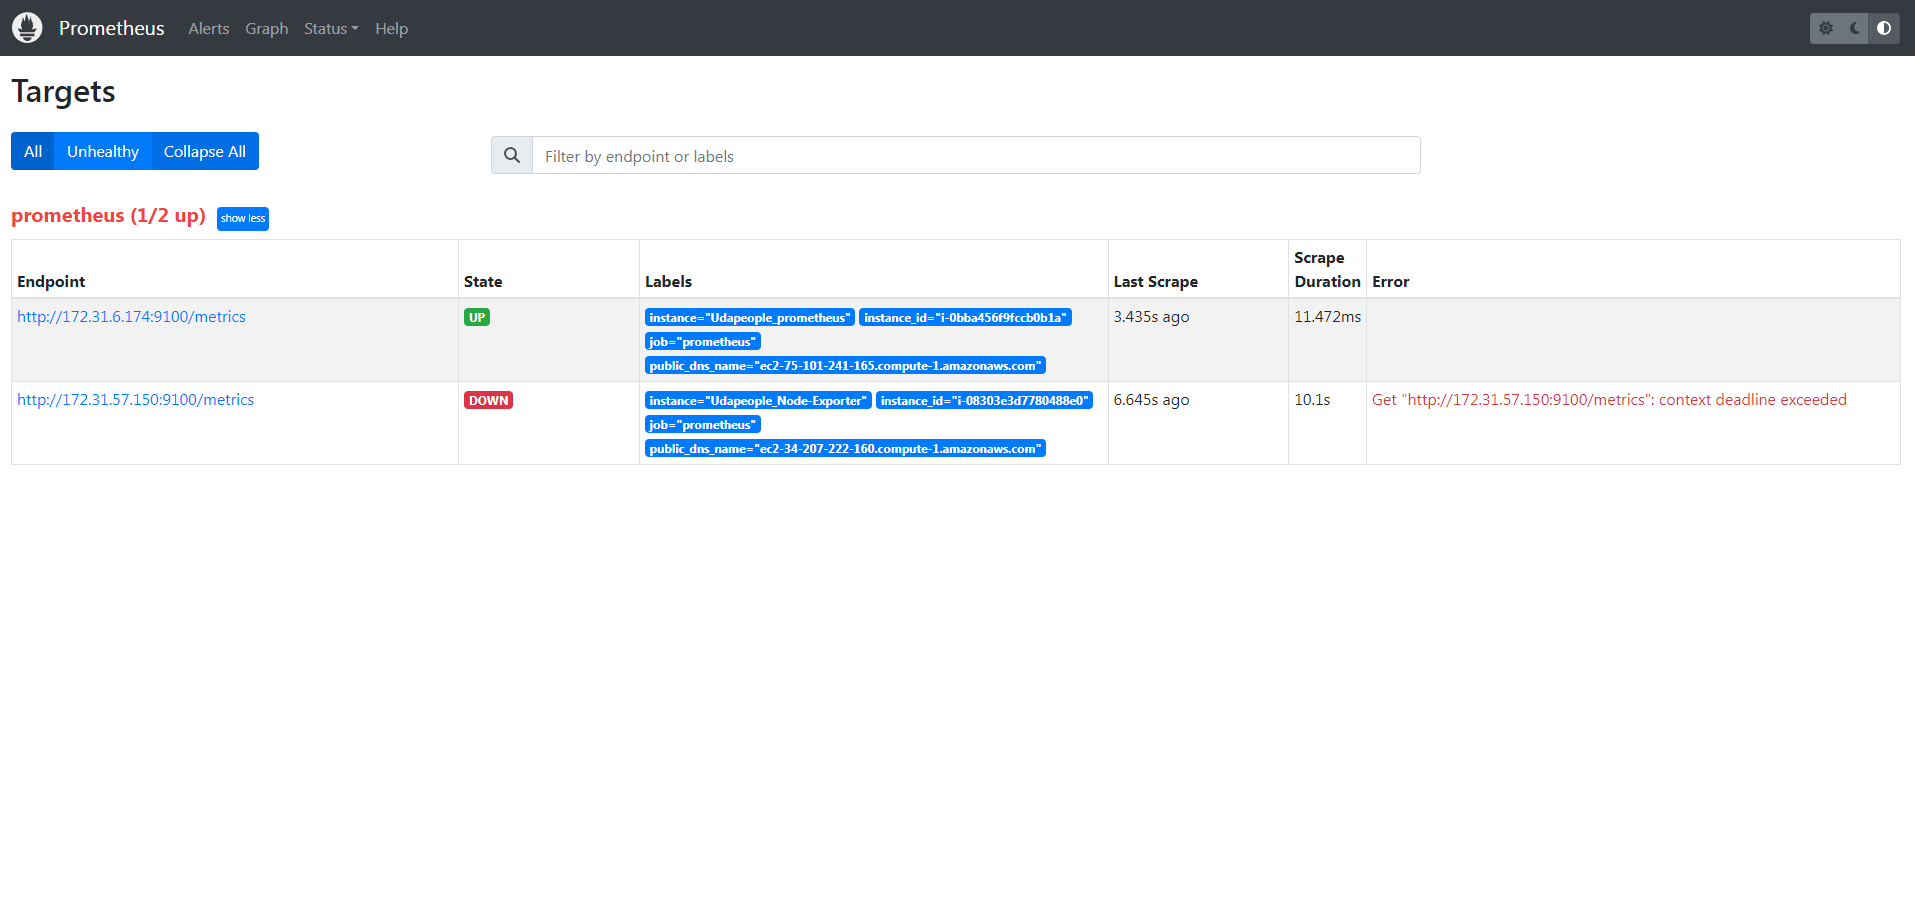 Prometheus Alerts Graph Status Help
Targets
All Unhealthy Collapse All
Filter by endpoint or labels
prometheus (1/2 up) show less
Endpoint State Labels Last Scrape Scrape Duration Error
http://172.31.6.174:9100/metrics UP instance="Udapeople_prometheus" instance_id="i-0bba456f9fccb0b1a" 3.435s ago 11.472ms
job="prometheus"
public_dns_name="ec2-75-101-241-165.compute-1.amazonaws.com"
http://172.31.57.150:9100/metrics DOWN instance="Udapeople_Node-Exporter" instance_id="i-08303e3d7780488e0" 6.645s ago 10.1s Get "http://172.31.57.150:9100/metrics": context deadline exceeded
job="prometheus"
public_dns_name="ec2-34-207-222-160.compute-1.amazonaws.com"